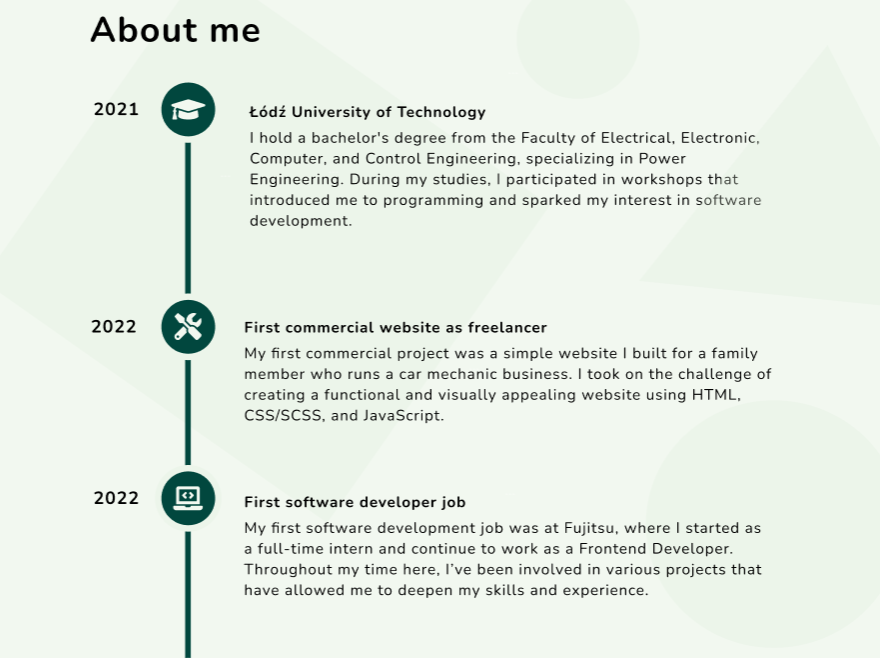 About me
2021
Łódź University of Technology
I hold a bachelor's degree from the Faculty of Electrical, Electronic,
Computer, and Control Engineering, specializing in Power
Engineering. During my studies, I participated in workshops that
introduced me to programming and sparked my interest in software
development.
2022
First commercial website as freelancer
My first commercial project was a simple website I built for a family
member who runs a car mechanic business. I took on the challenge of
creating a functional and visually appealing website using HTML,
CSS/SCSS, and JavaScript.
2022
First software developer job
My first software development job was at Fujitsu, where I started as
a full-time intern and continue to work as a Frontend Developer.
Throughout my time here, I've been involved in various projects that
have allowed me to deepen my skills and experience.